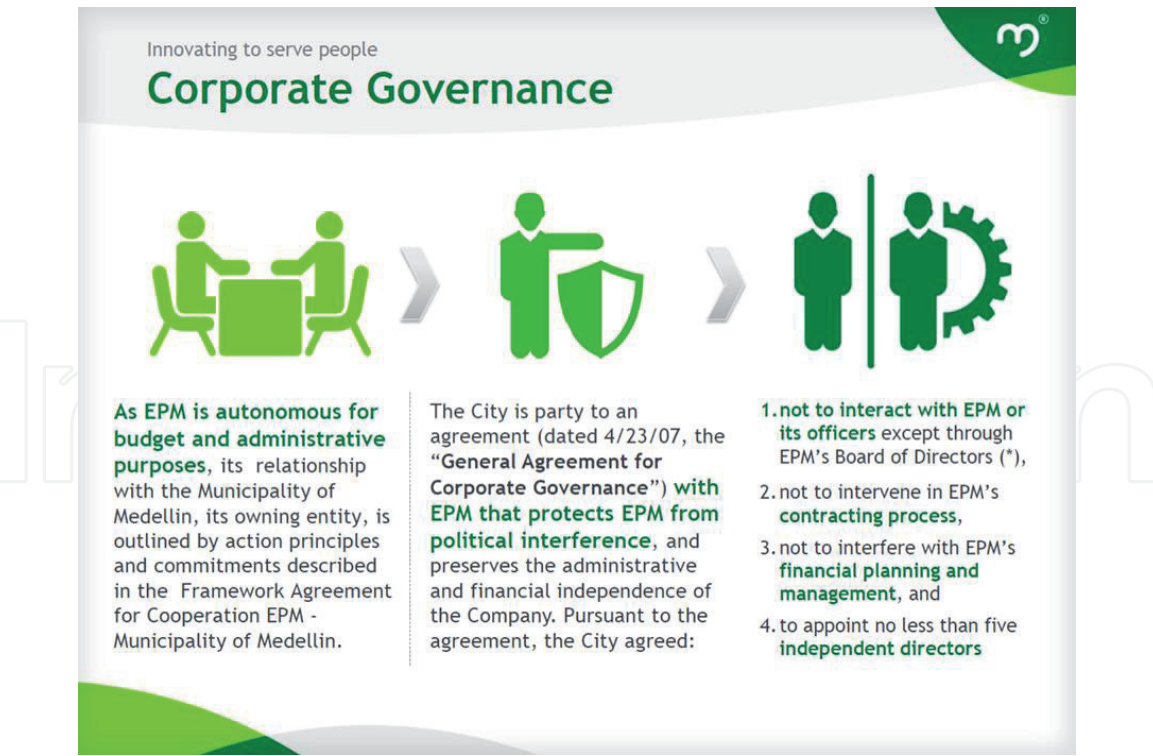 Innovating to serve people
Corporate Governance
As EPM is autonomous for
budget and administrative
purposes, its relationship
with the Municipality of
Medellin, its owning entity, is
outlined by action principles
and commitments described
in the Framework Agreement
for Cooperation EPM -
Municipality of Medellin.
The City is party to an
agreement (dated 4/23/07, the
“General Agreement for
Corporate Governance”) with
EPM that protects EPM from
political interference, and
preserves the administrative
and financial independence of
the Company. Pursuant to the
agreement, the City agreed:
1. not to interact with EPM or
its officers except through
EPM's Board of Directors (*),
2. not to intervene in EPM's
contracting process,
3. not to interfere with EPM's
financial planning and
management, and
4. to appoint no less than five
independent directors